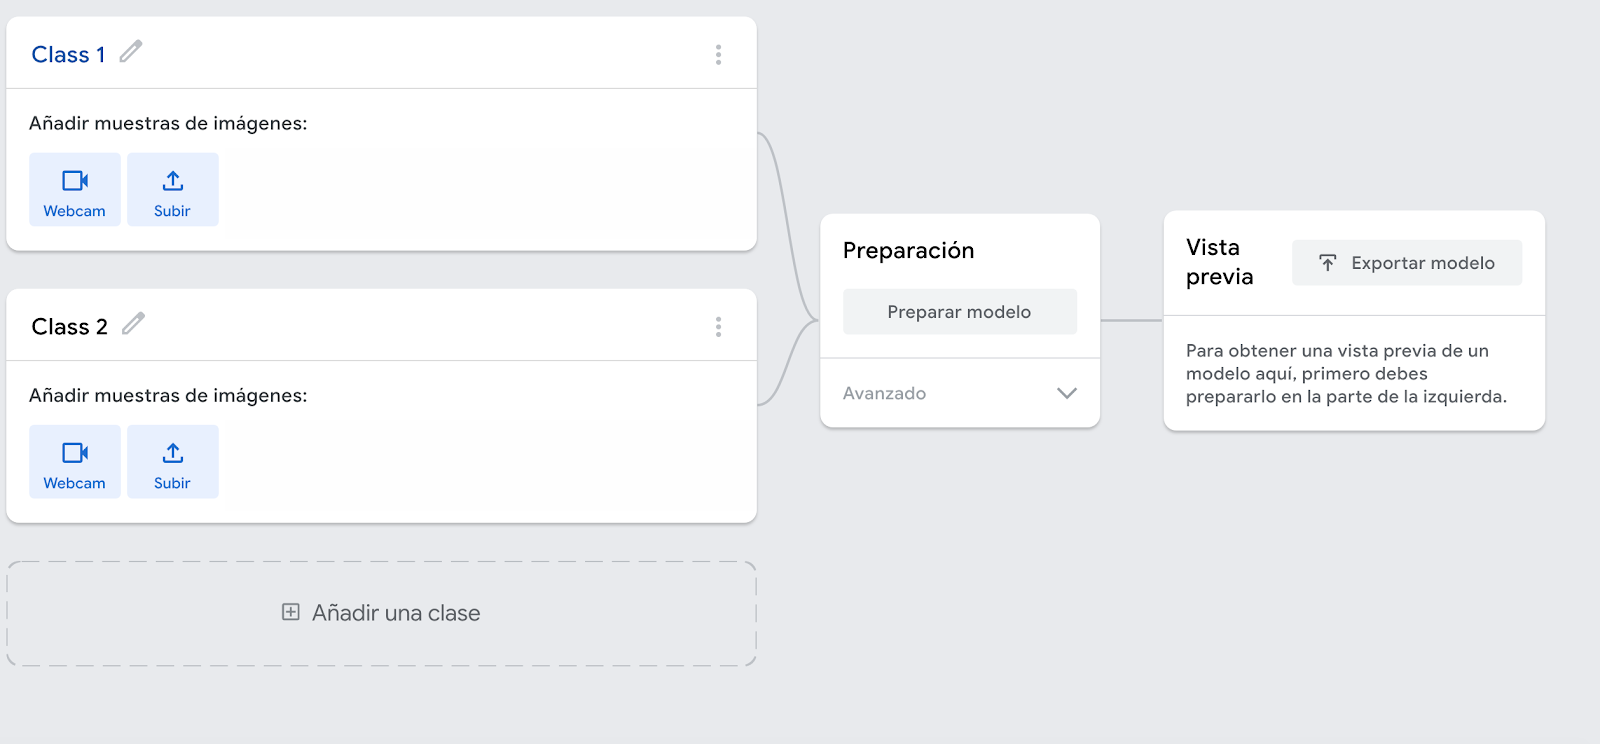 Class 1
Añadir muestras de imágenes:
Webcam
Subir
Class 2
Añadir muestras de imágenes:
Webcam
Subir
Añadir una clase
Preparación
Preparar modelo
Avanzado
Vista
previa
Exportar modelo
Para obtener una vista previa de un
modelo aquí, primero debes
prepararlo en la parte de la izquierda.